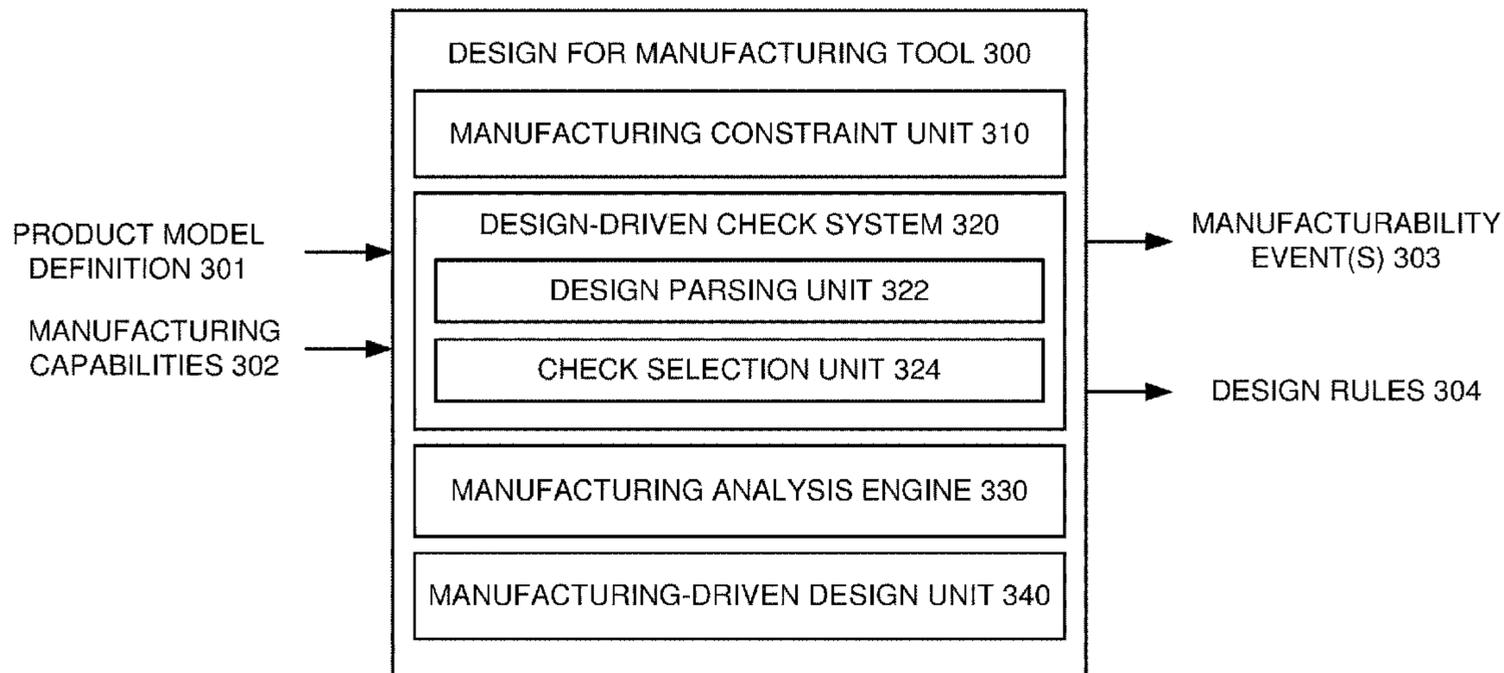 DESIGN FOR MANUFACTURING TOOL 300
MANUFACTURING CONSTRAINT UNIT 310
PRODUCT MODEL
DEFINITION 301
MANUFACTURING
CAPABILITIES 302
DESIGN-DRIVEN CHECK SYSTEM 320
DESIGN PARSING UNIT 322
CHECK SELECTION UNIT 324
MANUFACTURING ANALYSIS ENGINE 330
MANUFACTURING-DRIVEN DESIGN UNIT 340
MANUFACTURABILITY
EVENT(S) 303
DESIGN RULES 304